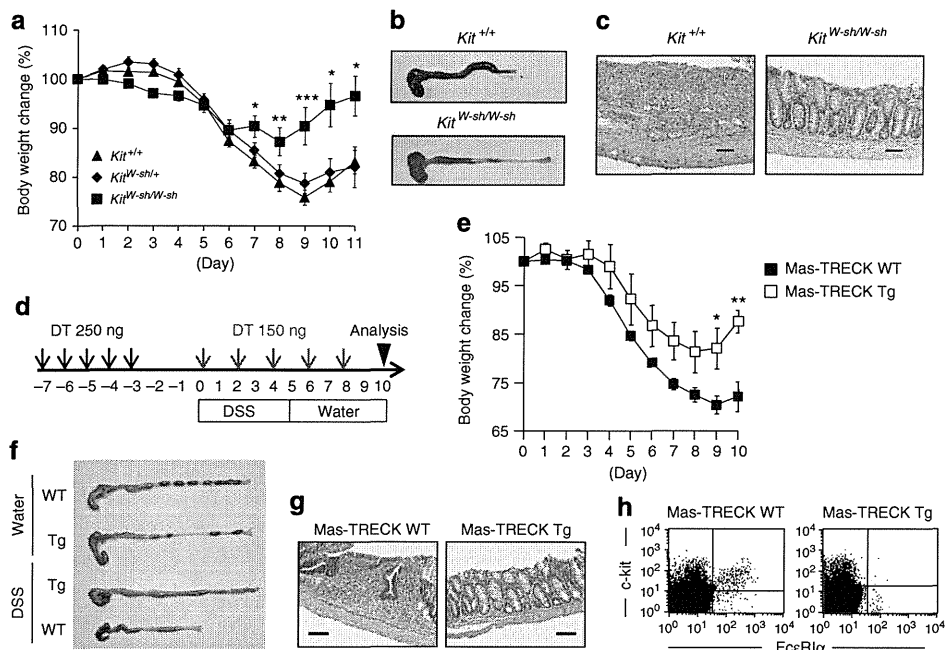 a
110
100
90
80
70
Body weight change (%)
* ** *** * *
Kit+/+
KitW-sh/+
KitW-sh/W-sh
0 1 2 3 4 5 6 7 8 9 10 11
(Day)
b
Kit+/+
KitW-sh/W-sh
c
Kit+/+
KitW-sh/W-sh
d
DT 250 ng
DT 150 ng
Analysis
–7 –6 –5 –4 –3 –2 –1 0 1 2 3 4 5 6 7 8 9 10
DSS
Water
e
105
95
85
75
65
Body weight change (%)
* **
Mas-TRECK WT
Mas-TRECK Tg
0 1 2 3 4 5 6 7 8 9 10
(Day)
f
Water
WT
Tg
DSS
Tg
WT
g
Mas-TRECK WT
Mas-TRECK Tg
h
Mas-TRECK WT
Mas-TRECK Tg
c-kit
10⁴
10³
10²
10¹
10⁰
10⁰ 10¹ 10² 10³ 10⁴
10⁴
10³
10²
10¹
10⁰
10⁰ 10¹ 10² 10³ 10⁴
FcεRIα